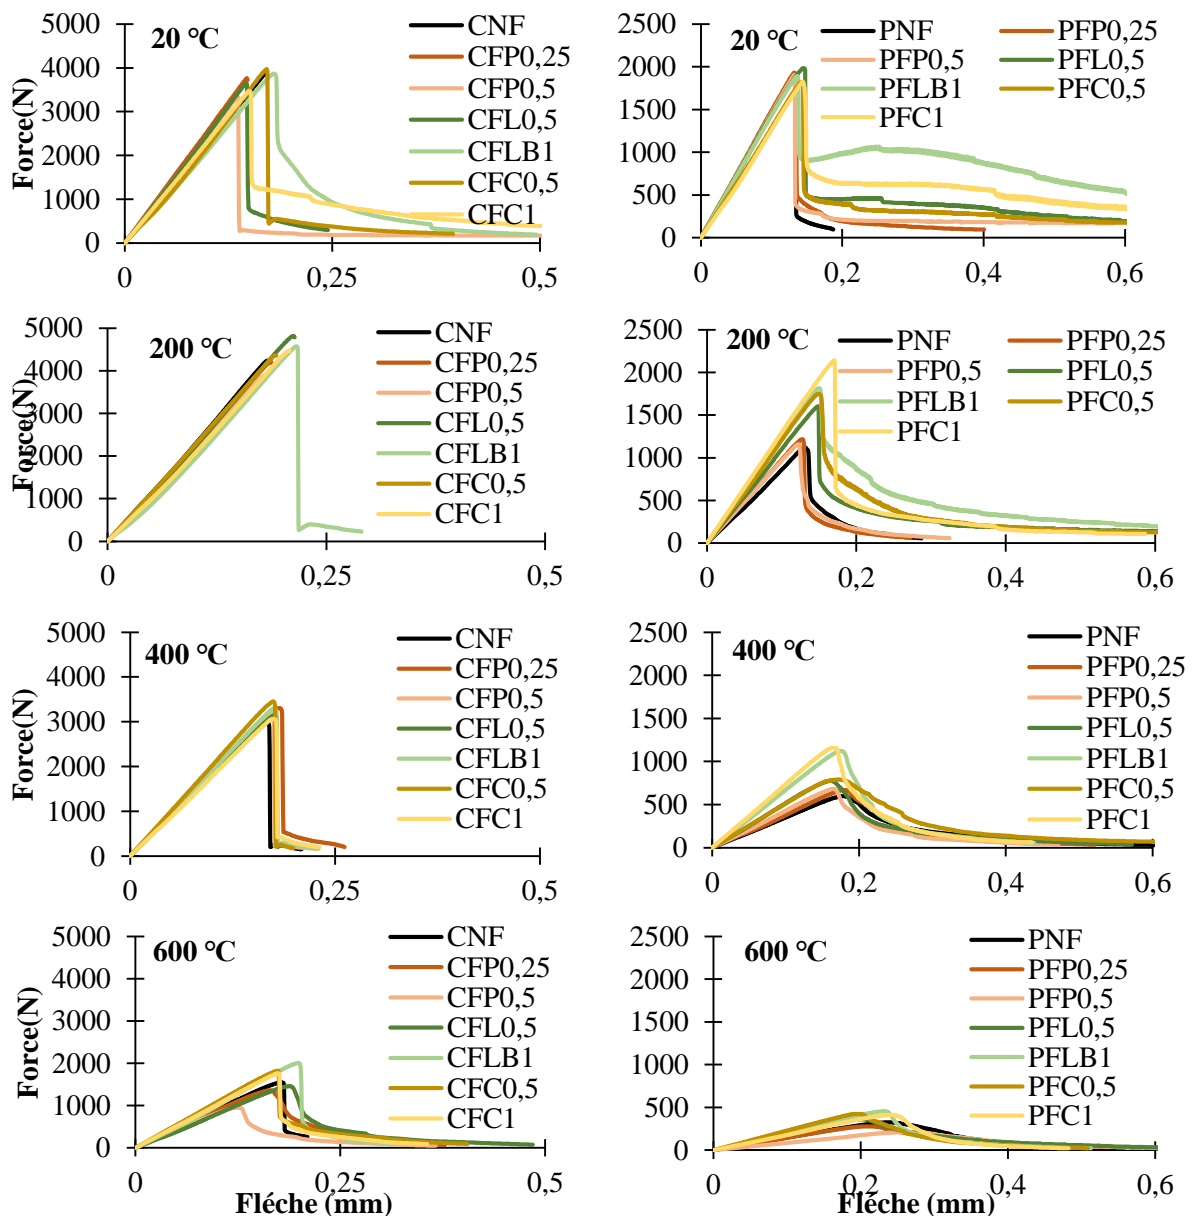 20 °C
Force(N)
5000
4000
3000
2000
1000
0
0
0,25
0,5
CNF
CFP0,25
CFP0,5
CFL0,5
CFLB1
CFC0,5
CFC1
20 °C
2500
2000
1500
1000
500
0
0
0,2
0,4
0,6
PNF
PFP0,25
PFP0,5
PFL0,5
PFLB1
PFC0,5
PFC1
200 °C
Force(N)
5000
4000
3000
2000
1000
0
0
0,25
0,5
CNF
CFP0,25
CFP0,5
CFL0,5
CFLB1
CFC0,5
CFC1
200 °C
2500
2000
1500
1000
500
0
0
0,2
0,4
0,6
PNF
PFP0,25
PFP0,5
PFL0,5
PFLB1
PFC0,5
PFC1
400 °C
Force(N)
5000
4000
3000
2000
1000
0
0
0,25
0,5
CNF
CFP0,25
CFP0,5
CFL0,5
CFLB1
CFC0,5
CFC1
400 °C
2500
2000
1500
1000
500
0
0
0,2
0,4
0,6
PNF
PFP0,25
PFP0,5
PFL0,5
PFLB1
PFC0,5
PFC1
600 °C
Force(N)
5000
4000
3000
2000
1000
0
0
0,25
0,5
Fléche (mm)
CNF
CFP0,25
CFP0,5
CFL0,5
CFLB1
CFC0,5
CFC1
600 °C
2500
2000
1500
1000
500
0
0
0,2
0,4
0,6
Fléche (mm)
PNF
PFP0,25
PFP0,5
PFL0,5
PFLB1
PFC0,5
PFC1